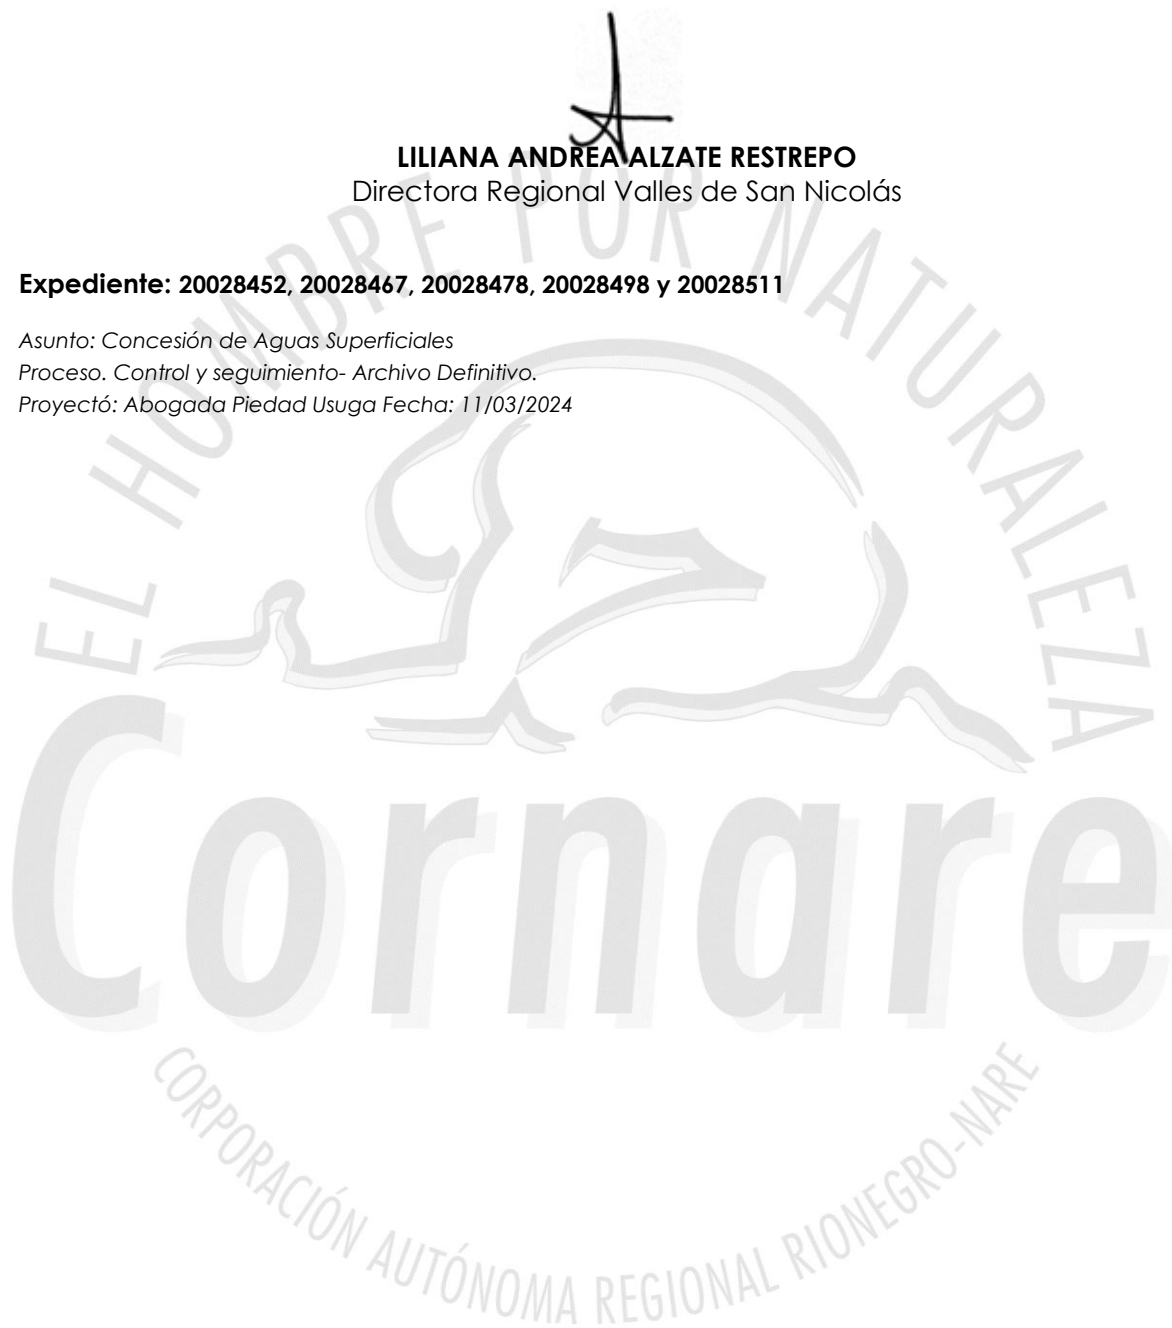 LILIANA ANDREA ALZATE RESTREPO
Directora Regional Valles de San Nicolás
Expediente: 20028452, 20028467, 20028478, 20028498 y 20028511
Asunto: Concesión de Aguas Superficiales
Proceso. Control y seguimiento- Archivo Definitivo.
Proyectó: Abogada Piedad Usuga Fecha: 11/03/2024
EL HOMBRE POR NATURALEZA
Cornare
CORPORACIÓN AUTÓNOMA REGIONAL RIONEGRO-NARE